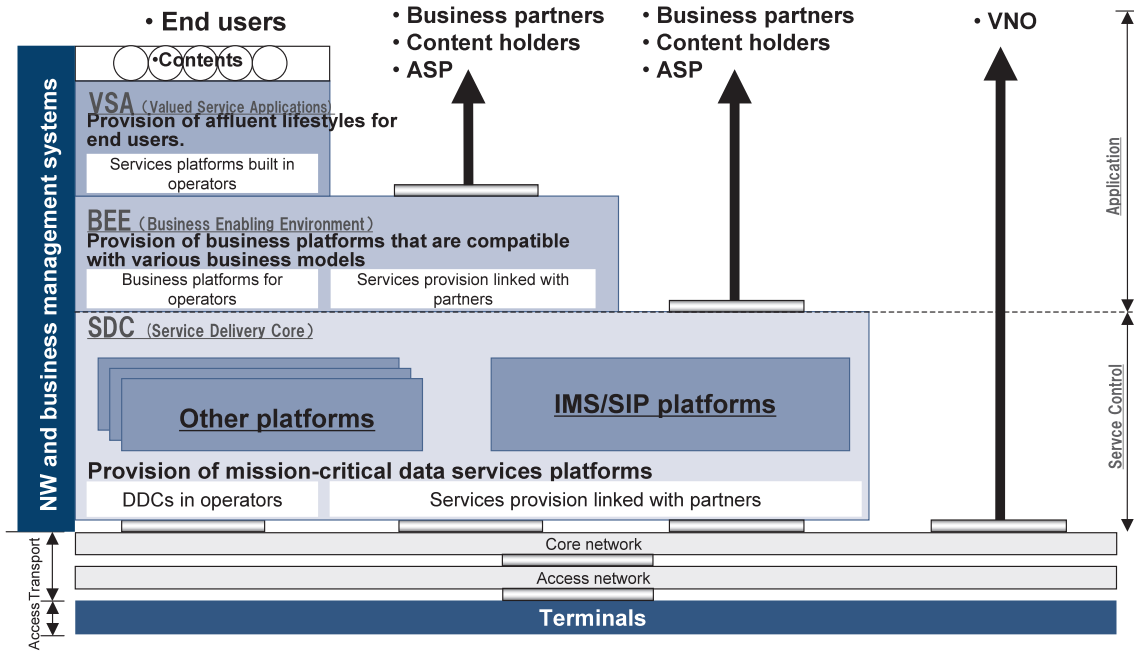 • End users
• Business partners
• Content holders
• ASP
• Business partners
• Content holders
• ASP
• VNO
NW and business management systems
•Contents
VSA (Valued Service Applications)
Provision of affluent lifestyles for
end users.
Services platforms built in
operators
BEE (Business Enabling Environment)
Provision of business platforms that are compatible
with various business models
Business platforms for
operators
Services provision linked with
partners
Application
SDC (Service Delivery Core)
Other platforms
IMS/SIP platforms
Provision of mission-critical data services platforms
DDCs in operators
Services provision linked with partners
Servce Control
Core network
Access network
Terminals
Transport
Access